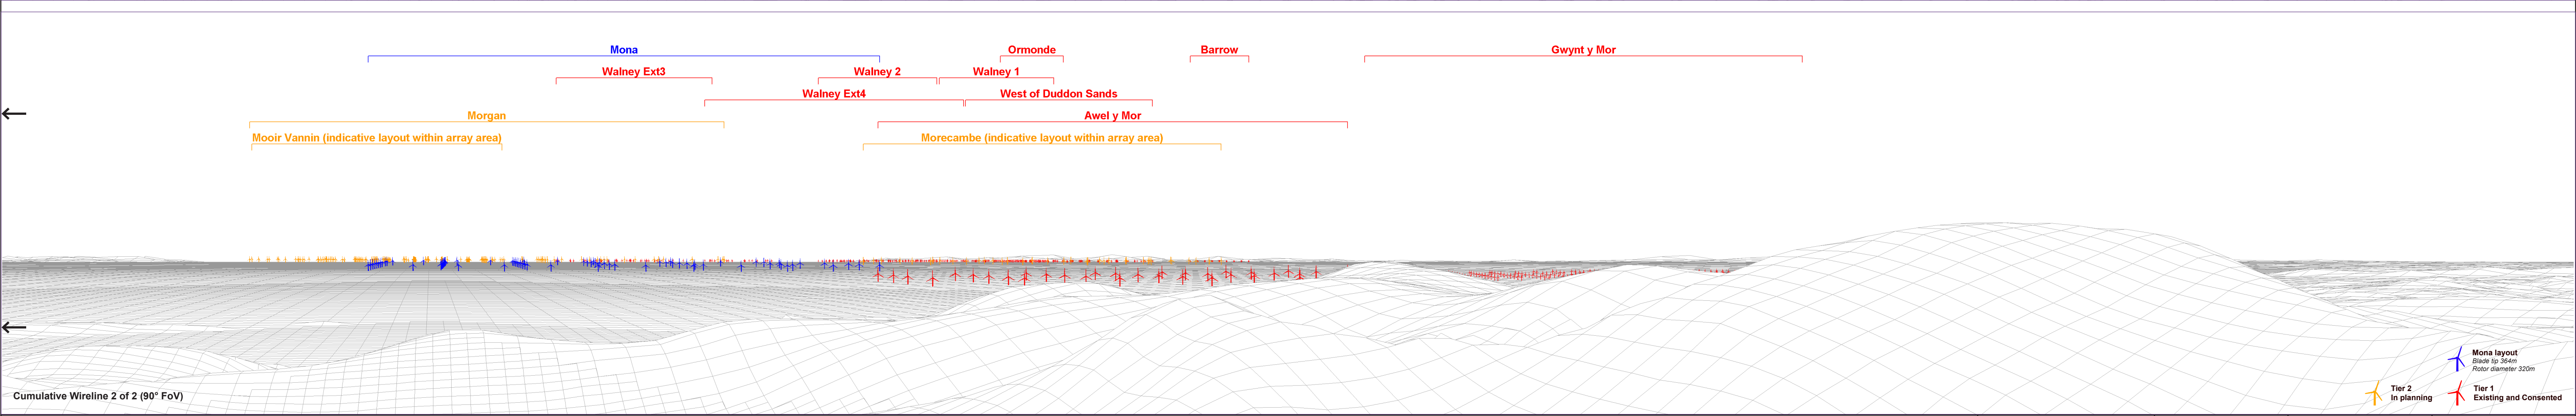 Mona
Ormonde
Barrow
Gwynt y Mor
Walney Ext3
Walney 2
Walney 1
Walney Ext4
West of Duddon Sands
Morgan
Awel y Mor
Mooir Vannin (indicative layout within array area)
Morecambe (indicative layout within array area)
Mona layout
Blade tip 364m
Rotor diameter 320m
Tier 2
In planning
Tier 1
Existing and Consented
Cumulative Wireline 2 of 2 (90° FoV)